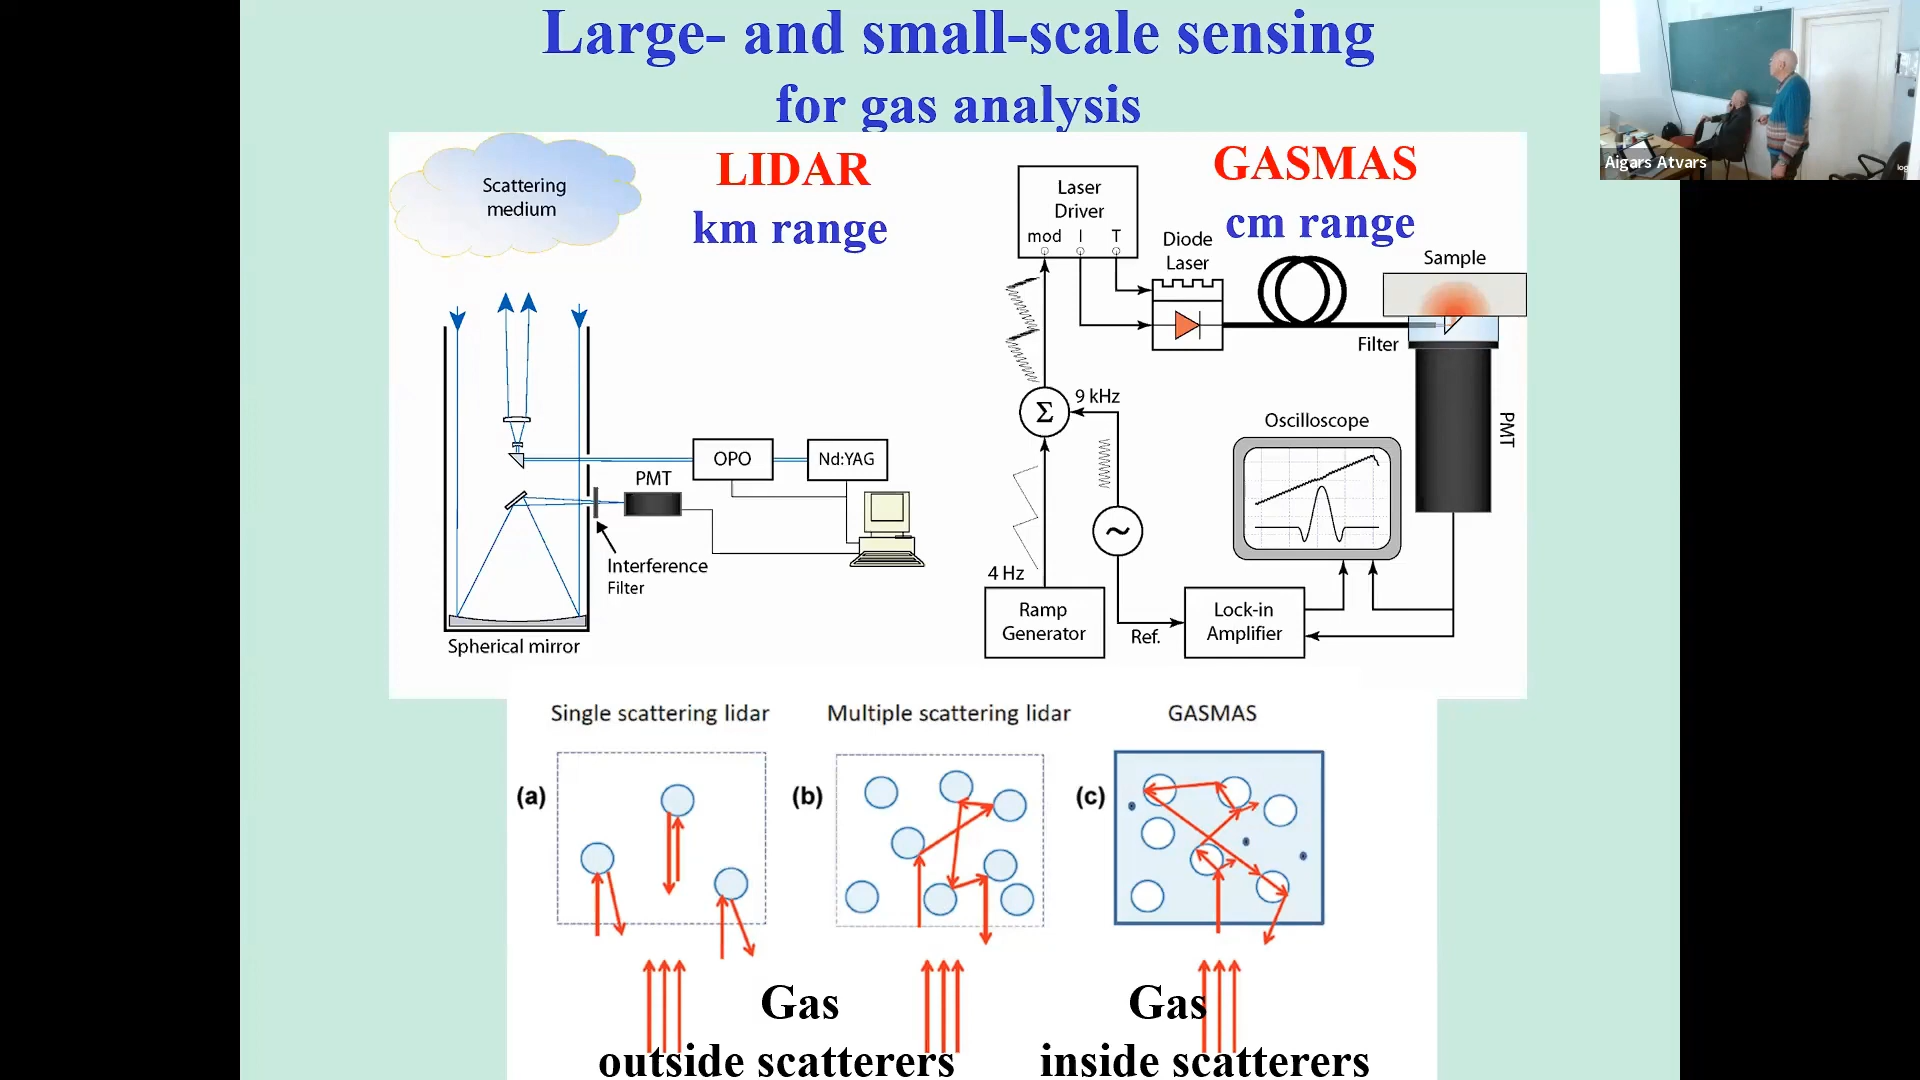 Large- and small-scale sensing
for gas analysis
Aigars Atvars
LIDAR
km range
Scattering
medium
OPO
Nd:YAG
PMT
Interference
Filter
Spherical mirror
GASMAS
cm range
Laser
Driver
mod I T
Diode
Laser
Sample
Filter
PMT
Σ
9 kHz
Oscilloscope
~
4 Hz
Ramp
Generator
Ref.
Lock-in
Amplifier
Single scattering lidar
Multiple scattering lidar
GASMAS
(a)
(b)
(c)
Gas
outside scatterers
Gas
inside scatterers